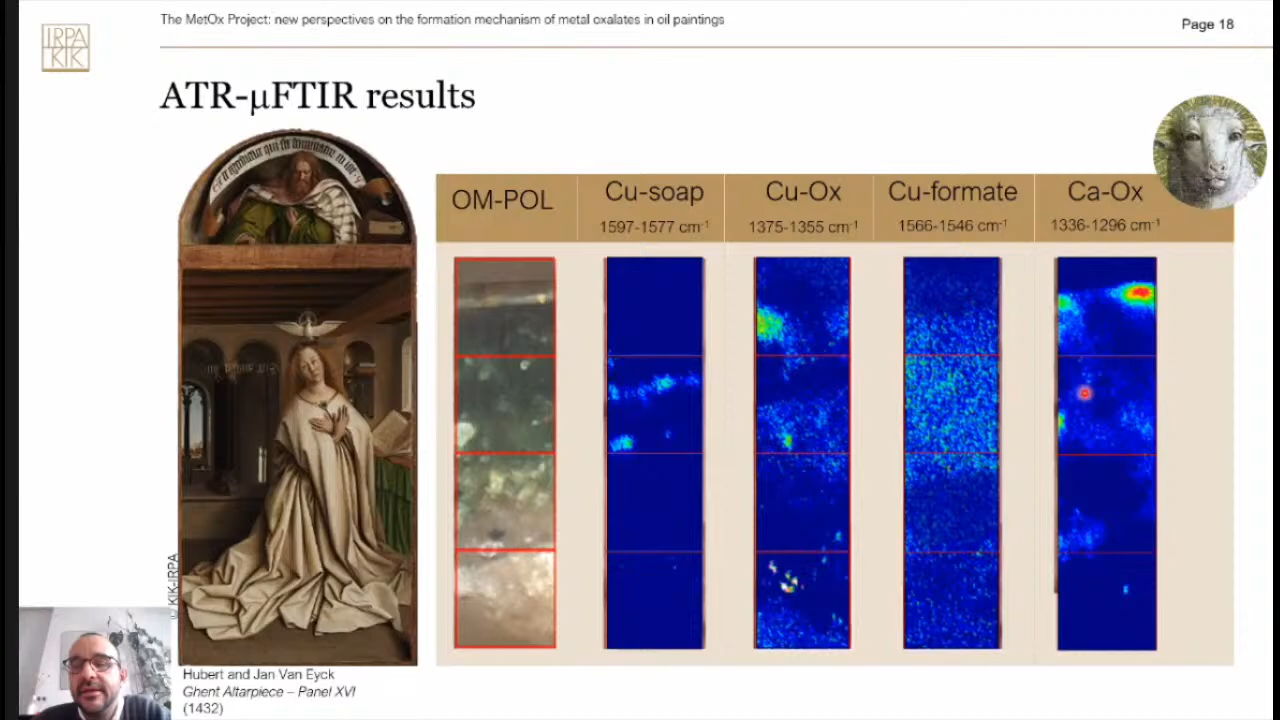 The MetOx Project: new perspectives on the formation mechanism of metal oxalates in oil paintings
Page 18
IRPA
KIK
ATR-µFTIR results
OM-POL
Cu-soap
1597-1577 cm⁻¹
Cu-Ox
1375-1355 cm⁻¹
Cu-formate
1566-1546 cm⁻¹
Ca-Ox
1336-1296 cm⁻¹
© KIK-IRPA
Hubert and Jan Van Eyck
Ghent Altarpiece – Panel XVI
(1432)